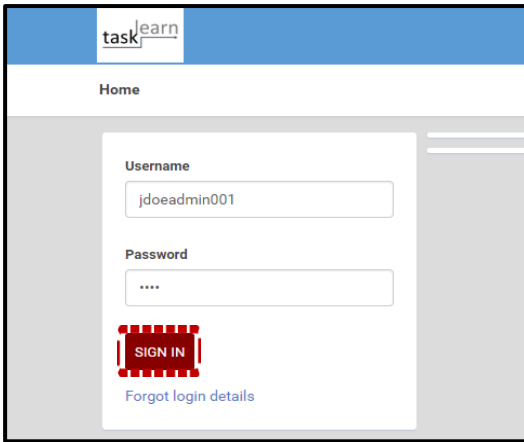 task learn
Home
Username
jdoeadmin001
Password
••••
SIGN IN
Forgot login details